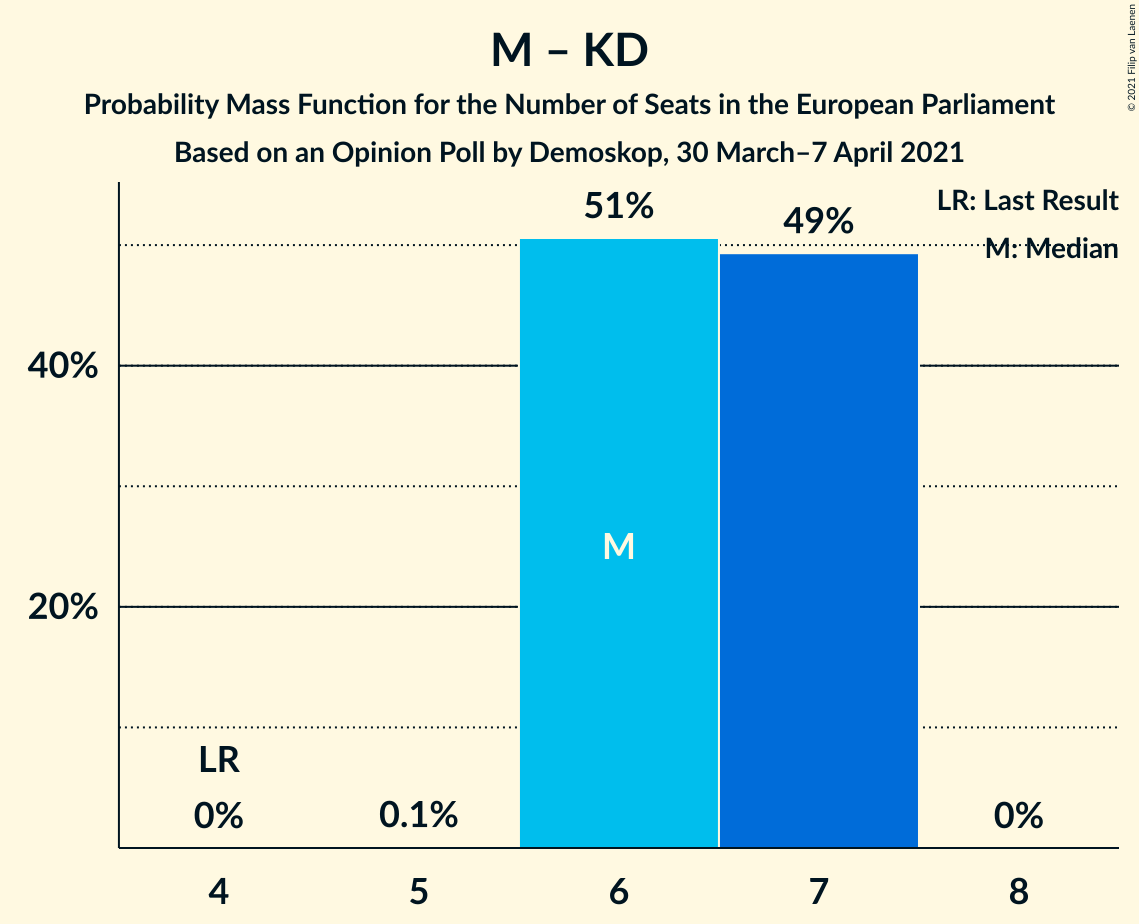 M – KD
Probability Mass Function for the Number of Seats in the European Parliament
Based on an Opinion Poll by Demoskop, 30 March–7 April 2021
© 2021 Filip van Laenen
LR: Last Result
M: Median
51%
49%
40%
20%
M
LR
0%
0.1%
0%
4
5
6
7
8